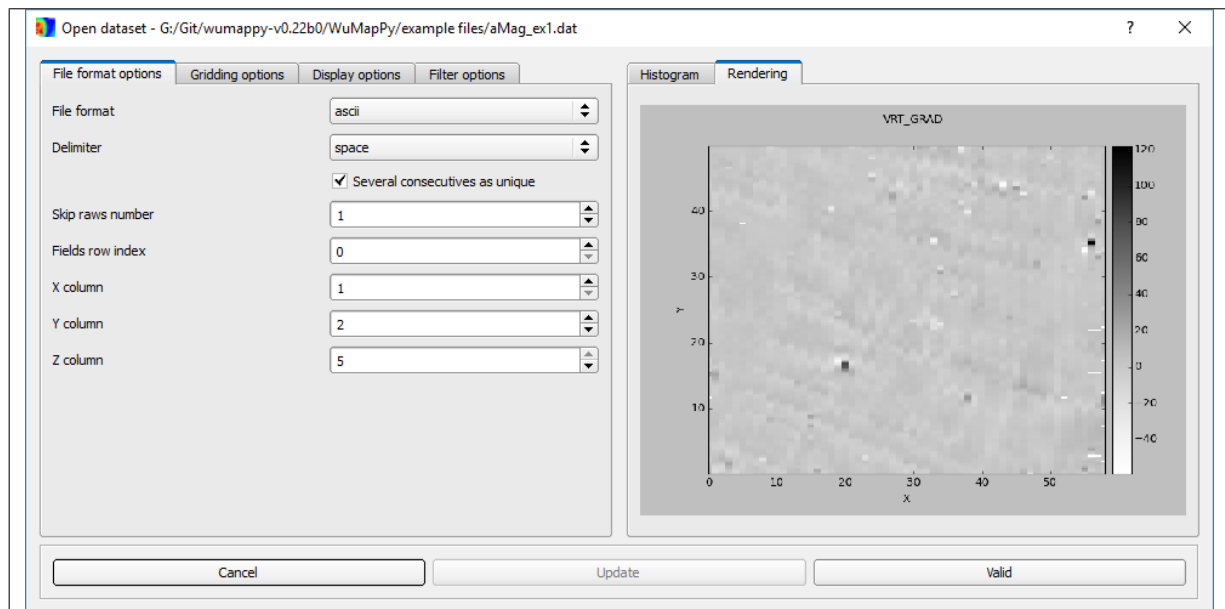 Open dataset - G:/Git/wumappy-v0.22b0/WuMapPy/example files/aMag_ex1.dat
? X
File format options Gridding options Display options Filter options
File format ascii
Delimiter space
Several consecutives as unique
Skip raws number 1
Fields row index 0
X column 1
Y column 2
Z column 5
Histogram Rendering
VRT_GRAD
120
100
80
60
40
20
0
−20
−40
40
30
20
10
Y
0 10 20 30 40 50
X
Cancel Update Valid